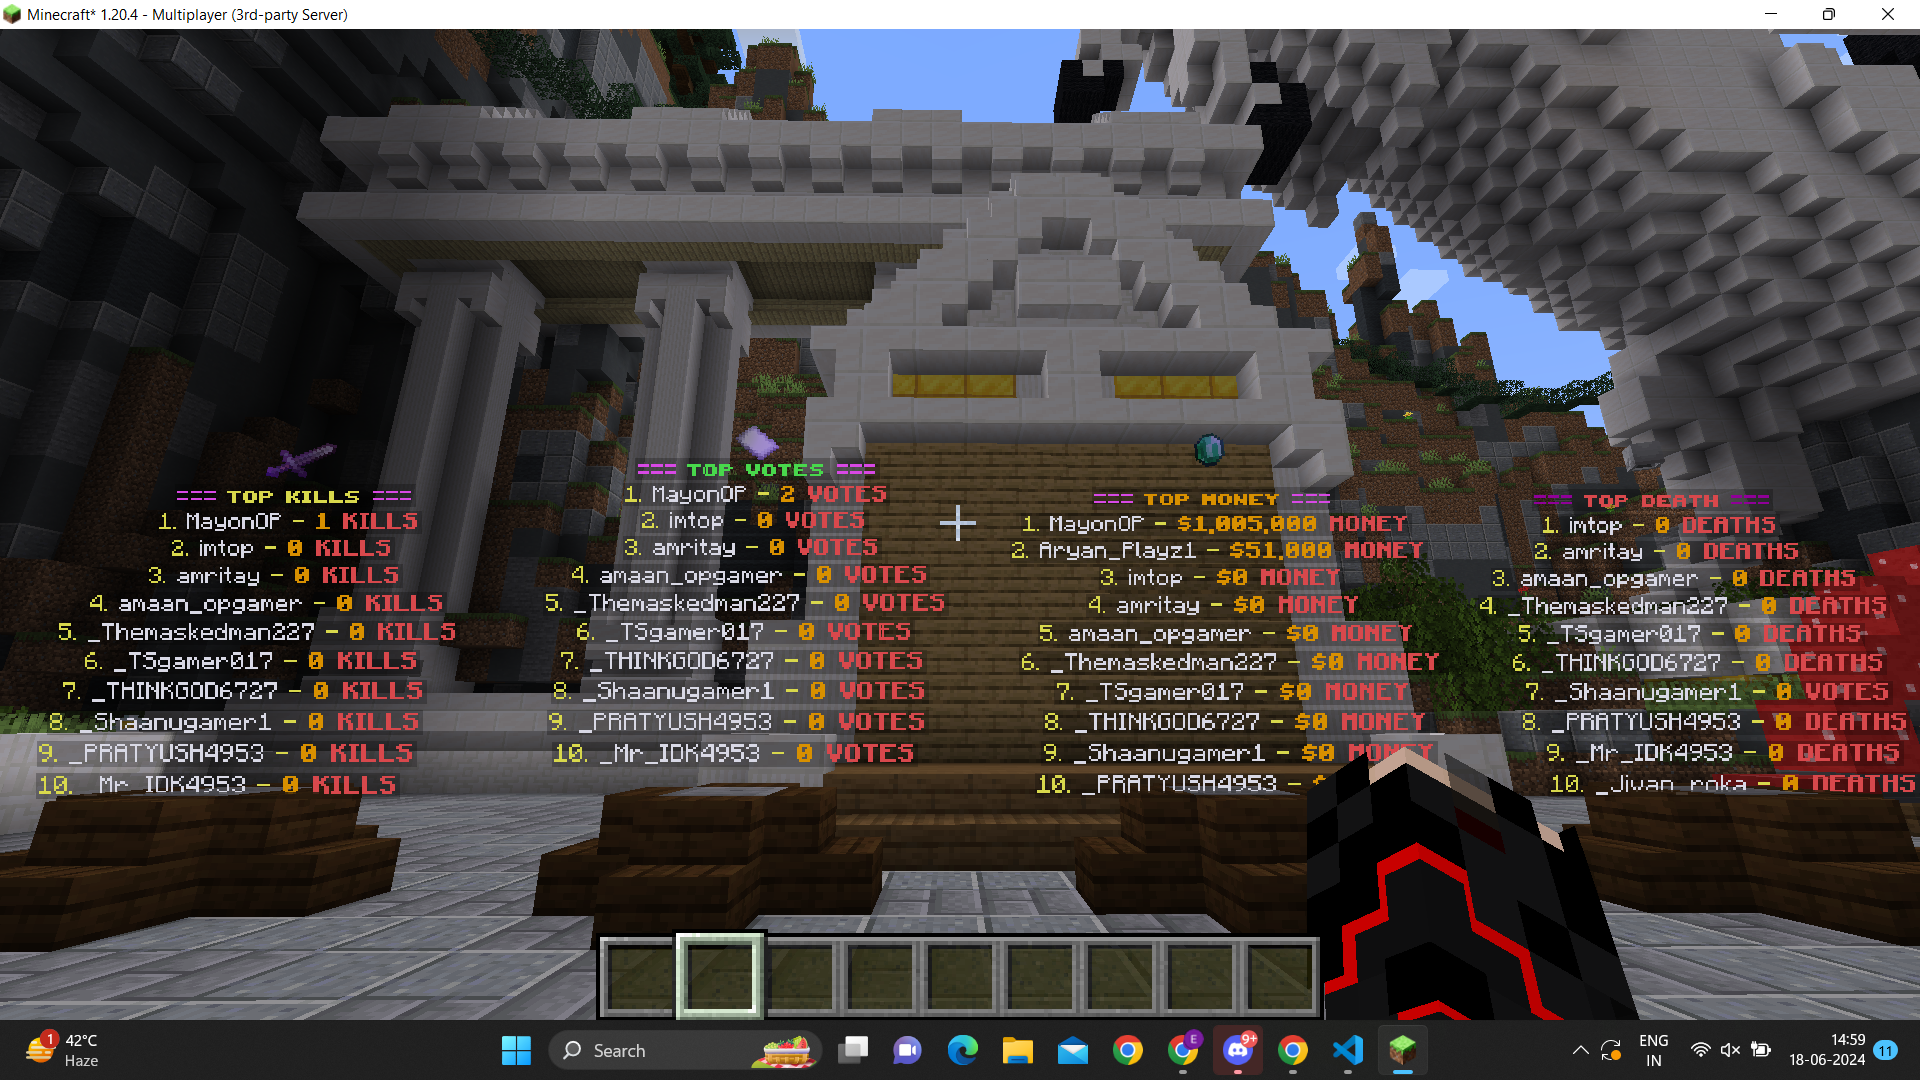 Minecraft* 1.20.4 - Multiplayer (3rd-party Server)
=== TOP KILLS ===
1. MayonOP - 1 KILLS
2. imtop - 0 KILLS
3. amritay - 0 KILLS
4. amaan_opgamer - 0 KILLS
5. _Themaskedman227 - 0 KILLS
6. _TSgamer017 - 0 KILLS
7. _THINKGOD6727 - 0 KILLS
8. _Shaanugamer1 - 0 KILLS
9. _PRATYUSH4953 - 0 KILLS
10. _Mr_IDK4953 - 0 KILLS
=== TOP VOTES ===
1. MayonOP - 2 VOTES
2. imtop - 0 VOTES
3. amritay - 0 VOTES
4. amaan_opgamer - 0 VOTES
5. _Themaskedman227 - 0 VOTES
6. _TSgamer017 - 0 VOTES
7. _THINKGOD6727 - 0 VOTES
8. _Shaanugamer1 - 0 VOTES
9. _PRATYUSH4953 - 0 VOTES
10. _Mr_IDK4953 - 0 VOTES
=== TOP MONEY ===
1. MayonOP - $1,005,000 MONEY
2. Aryan_Playz1 - $51,000 MONEY
3. imtop - $0 MONEY
4. amritay - $0 MONEY
5. amaan_opgamer - $0 MONEY
6. _Themaskedman227 - $0 MONEY
7. _TSgamer017 - $0 MONEY
8. _THINKGOD6727 - $0 MONEY
9. _Shaanugamer1 - $0 MONEY
10. _PRATYUSH4953 - $
=== TOP DEATH ===
1. imtop - 0 DEATHS
2. amritay - 0 DEATHS
3. amaan_opgamer - 0 DEATHS
4. _Themaskedman227 - 0 DEATHS
5. _TSgamer017 - 0 DEATHS
6. _THINKGOD6727 - 0 DEATHS
7. _Shaanugamer1 - 0 VOTES
8. _PRATYUSH4953 - 0 DEATHS
9. _Mr_IDK4953 - 0 DEATHS
10. _Jivan_roka - 0 DEATHS
1
42°C
Haze
Search
E
9+
ENG
IN
14:59
18-06-2024
11